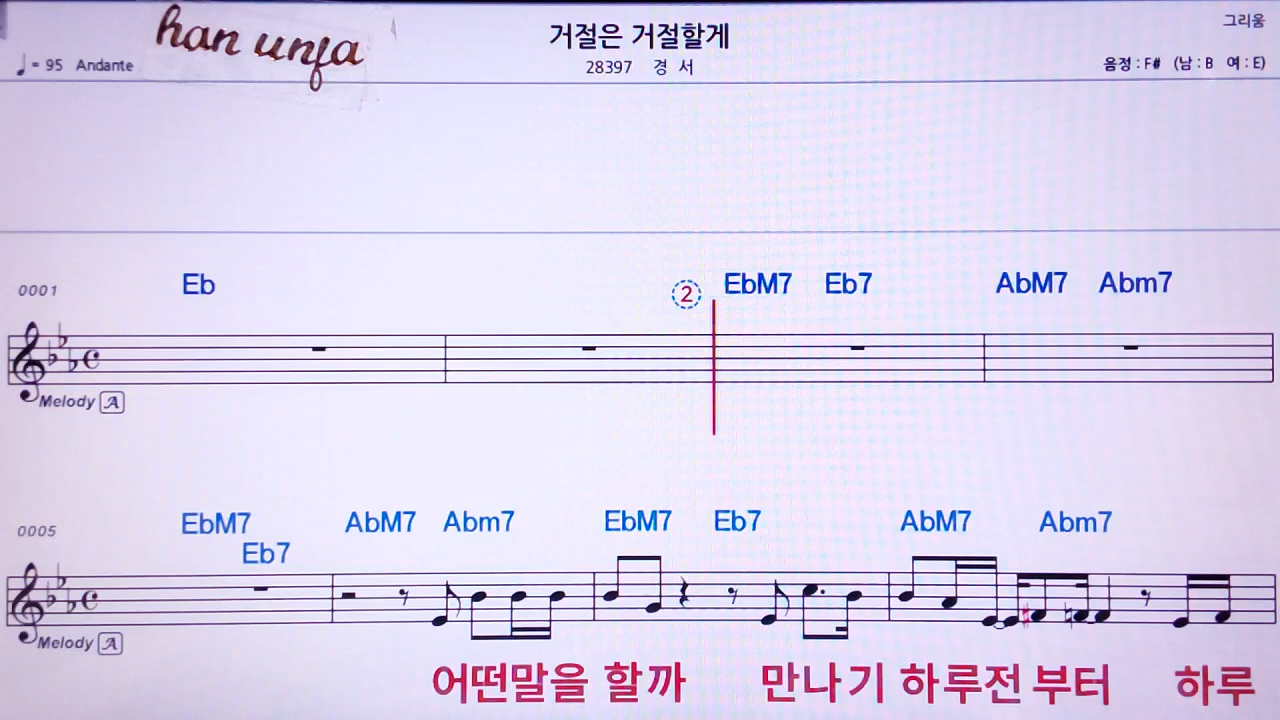 han unfa
거절은 거절할게
그리움
♩= 95 Andante
28397 경 서
음정 : F# (남 : B 여 : E)
0001 Eb ② EbM7 Eb7 AbM7 Abm7
Melody A
0005 EbM7 Eb7 AbM7 Abm7 EbM7 Eb7 AbM7 Abm7
Melody A
어떤말을 할까 만나기 하루전 부터 하루